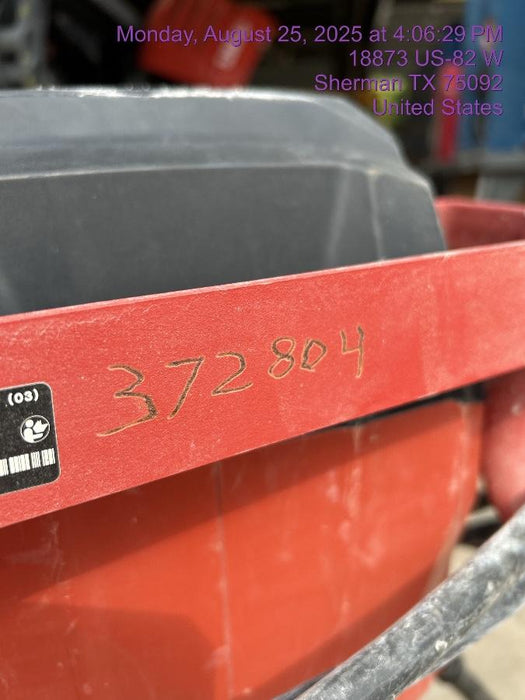 Monday, August 25, 2025 at 4:06:29 PM
18873 US-82 W
Sherman TX 75092
United States
372804
(03)